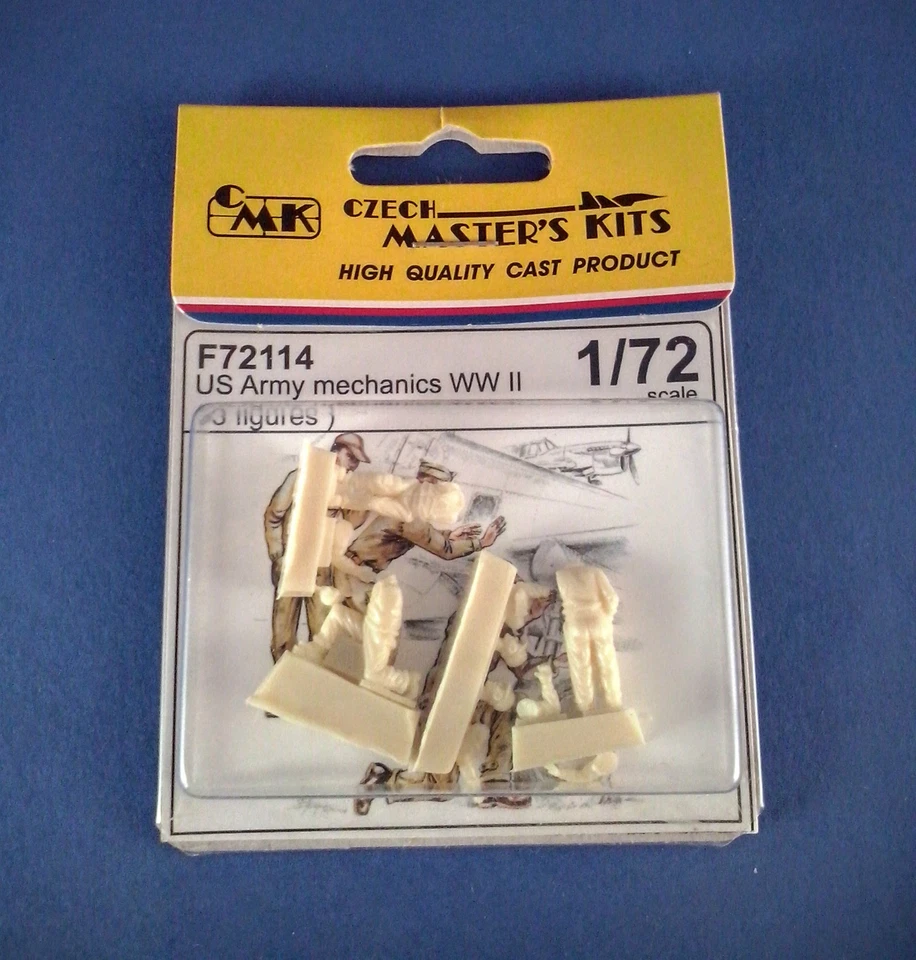 CMK
CZECH
MASTER'S KITS
HIGH QUALITY CAST PRODUCT
F72114
1/72
US Army mechanics WW II
scale
3 figures )